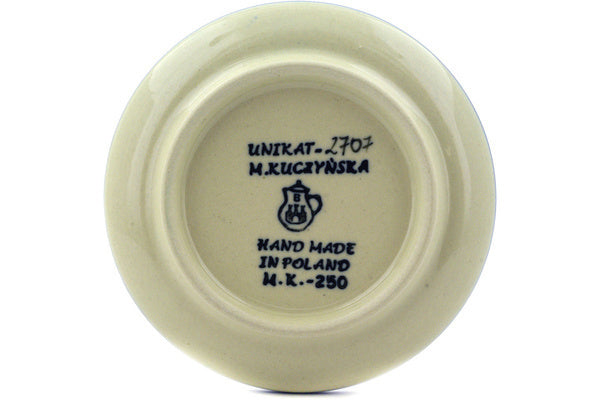 UNIKAT-2707
M.KUCZYŃSKA
B
HAND MADE
IN POLAND
M.K.-250